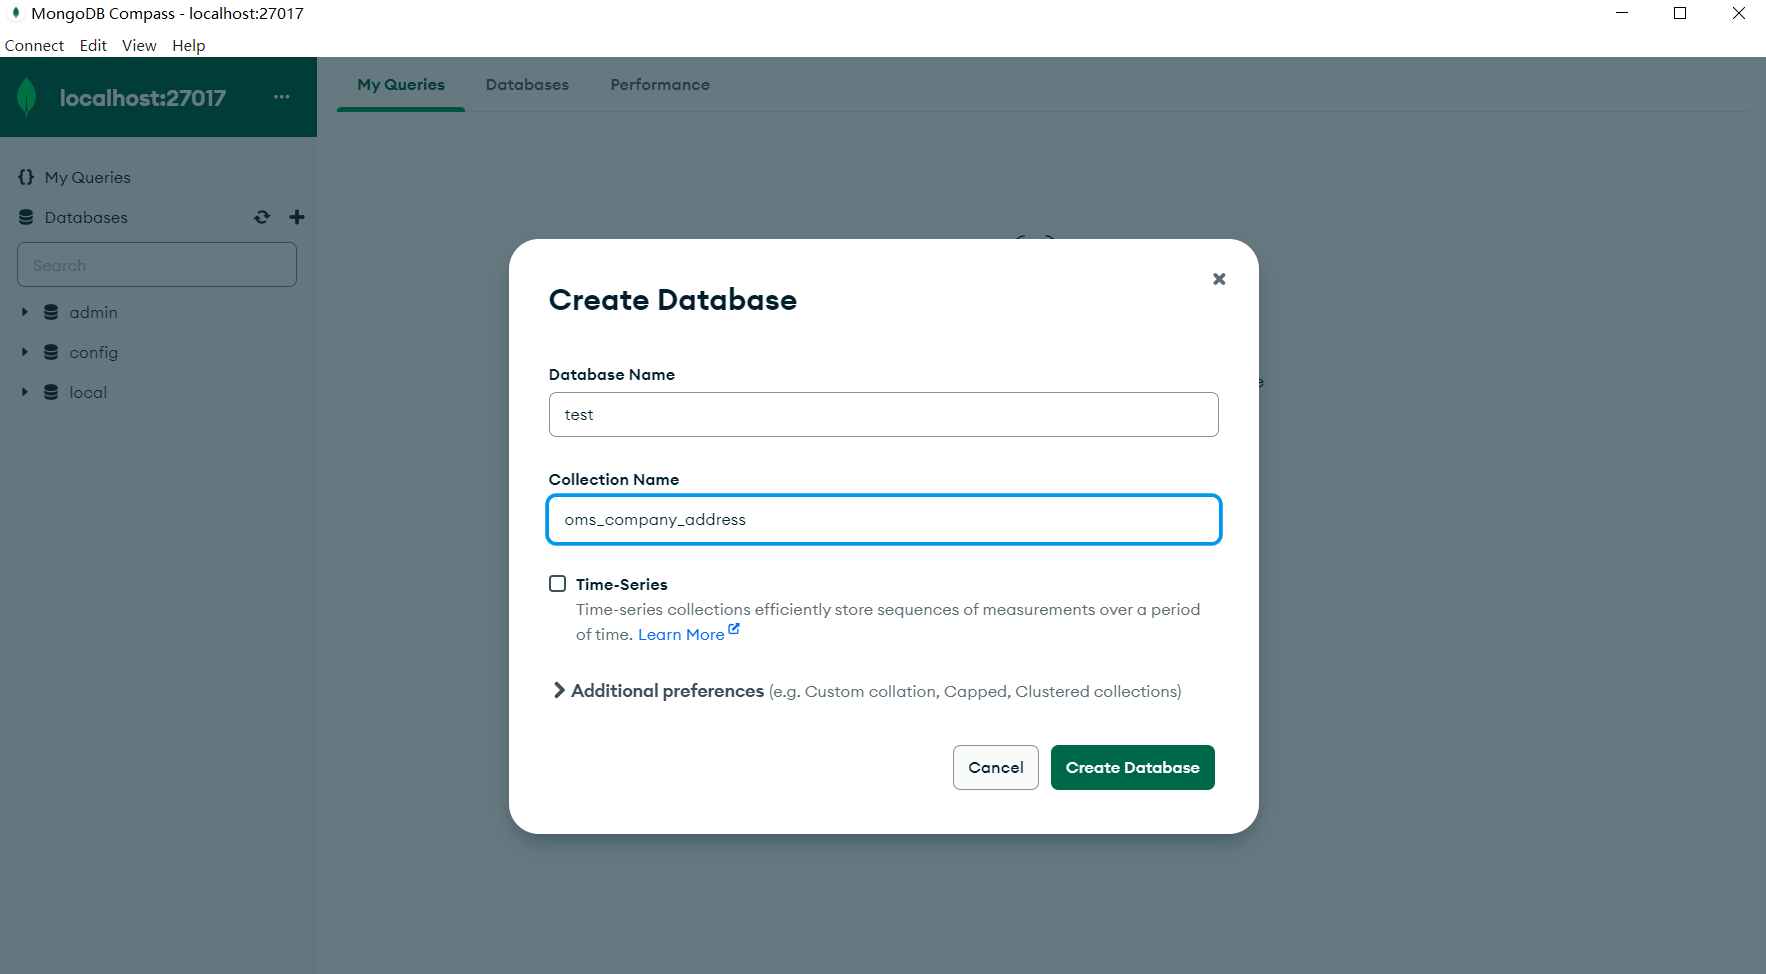 MongoDB Compass - localhost:27017
Connect Edit View Help
localhost:27017 ...
My Queries Databases Performance
{} My Queries
Databases
Search
admin
config
local
Create Database
Database Name
test
Collection Name
oms_company_address
Time-Series
Time-series collections efficiently store sequences of measurements over a period
of time. Learn More
Additional preferences (e.g. Custom collation, Capped, Clustered collections)
Cancel Create Database